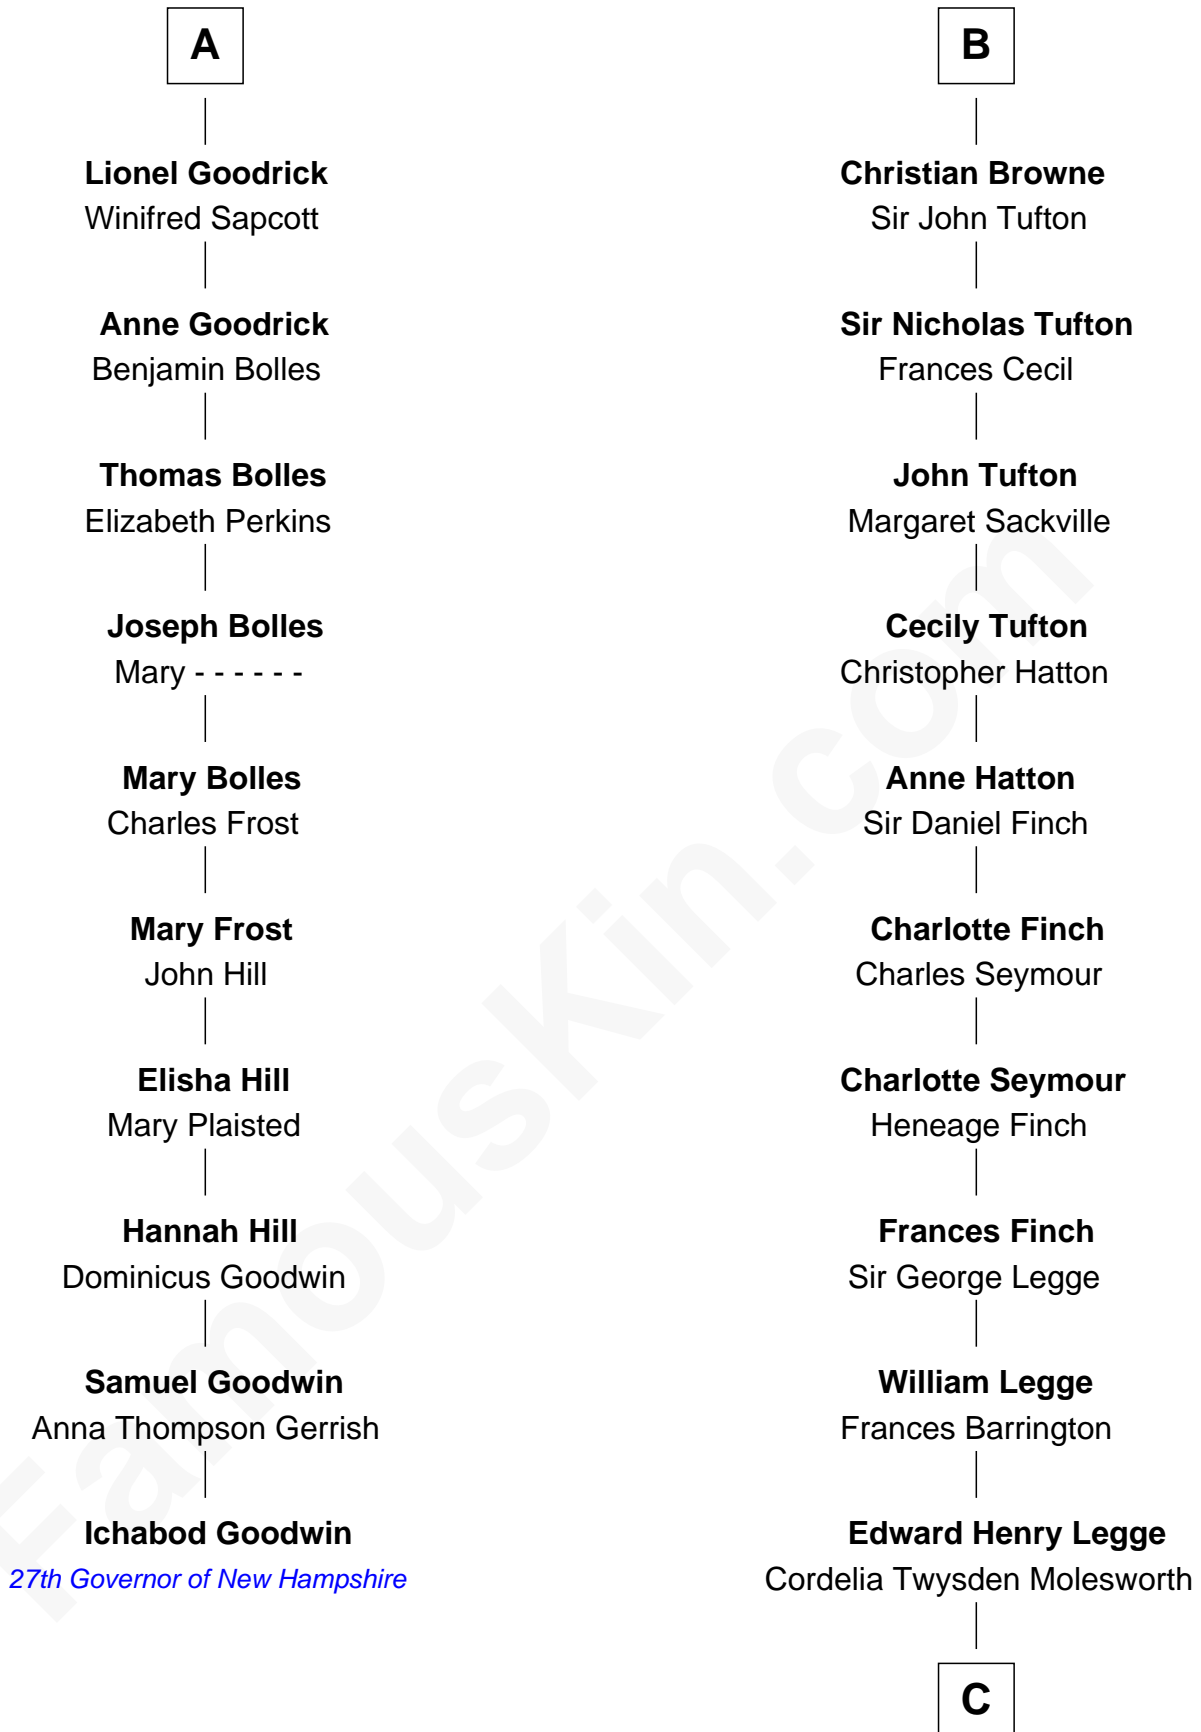 A
Lionel Goodrick
Winifred Sapcott
Anne Goodrick
Benjamin Bolles
Thomas Bolles
Elizabeth Perkins
Joseph Bolles
Mary - - - - - -
Mary Bolles
Charles Frost
Mary Frost
John Hill
Elisha Hill
Mary Plaisted
Hannah Hill
Dominicus Goodwin
Samuel Goodwin
Anna Thompson Gerrish
Ichabod Goodwin
27th Governor of New Hampshire
B
Christian Browne
Sir John Tufton
Sir Nicholas Tufton
Frances Cecil
John Tufton
Margaret Sackville
Cecily Tufton
Christopher Hatton
Anne Hatton
Sir Daniel Finch
Charlotte Finch
Charles Seymour
Charlotte Seymour
Heneage Finch
Frances Finch
Sir George Legge
William Legge
Frances Barrington
Edward Henry Legge
Cordelia Twysden Molesworth
C
FamousKin.com